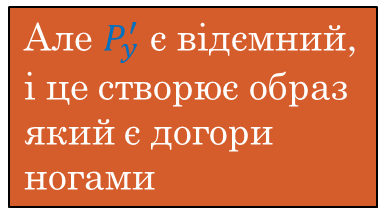 Але P′y є відємний,
і це створює образ
який є догори
ногами